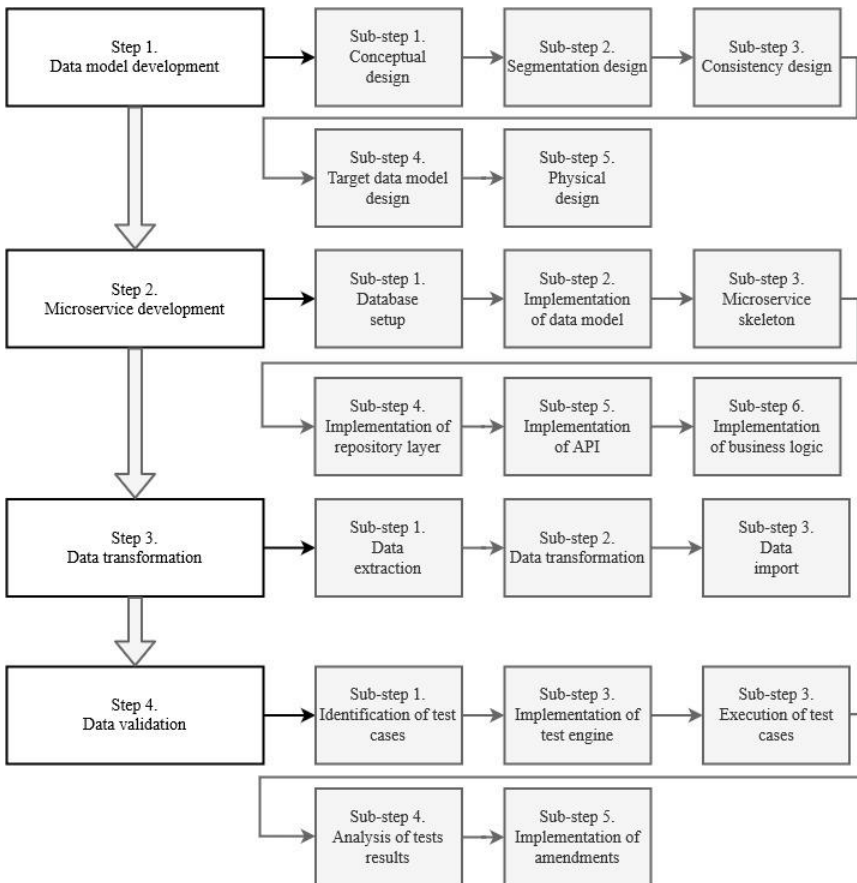 Step 1.
Data model development
Sub-step 1.
Conceptual
design
Sub-step 2.
Segmentation design
Sub-step 3.
Consistency design
Sub-step 4.
Target data model
design
Sub-step 5.
Physical
design
Step 2.
Microservice development
Sub-step 1.
Database
setup
Sub-step 2.
Implementation
of data model
Sub-step 3.
Microservice
skeleton
Sub-step 4.
Implementation of
repository layer
Sub-step 5.
Implementation
of API
Sub-step 6.
Implementation
of business logic
Step 3.
Data transformation
Sub-step 1.
Data
extraction
Sub-step 2.
Data transformation
Sub-step 3.
Data
import
Step 4.
Data validation
Sub-step 1.
Identification of test
cases
Sub-step 3.
Implementation of
test engine
Sub-step 3.
Execution of test
cases
Sub-step 4.
Analysis of tests
results
Sub-step 5.
Implementation of
amendments